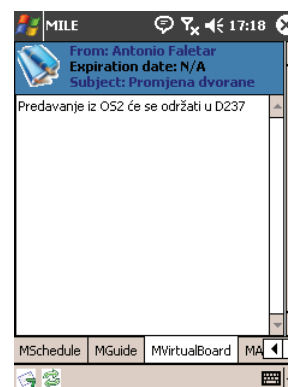 MILE 17:18
From: Antonio Faletar
Expiration date: N/A
Subject: Promjena dvorane
Predavanje iz OS2 će se održati u D237
MSchedule MGuide MVirtualBoard MA